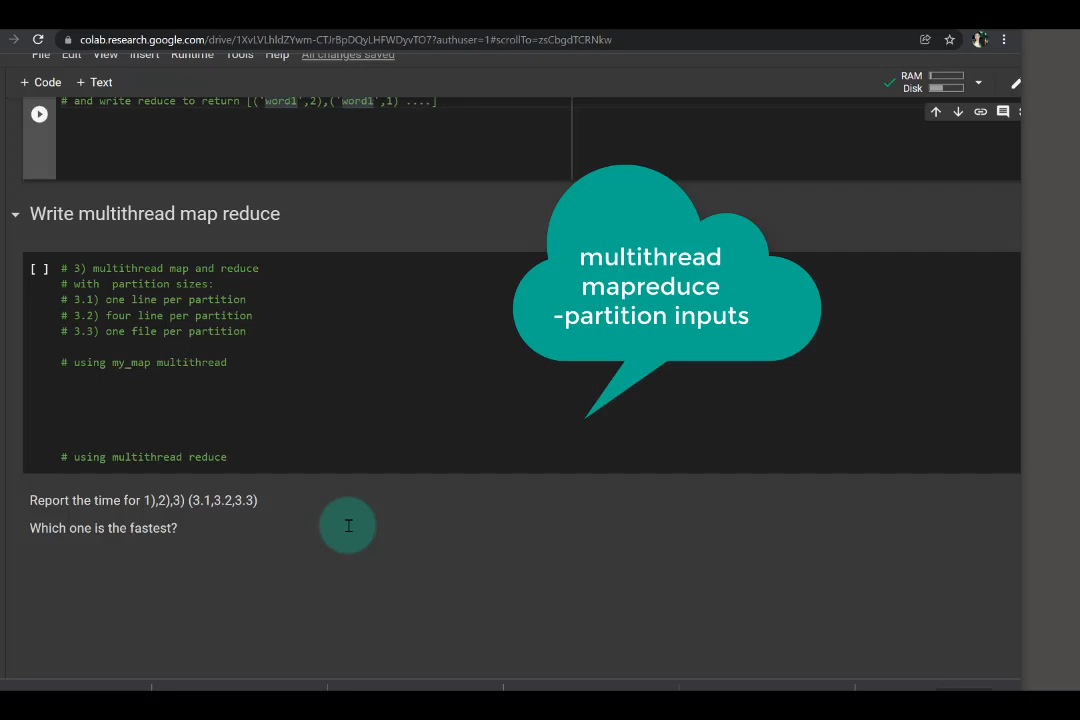 colab.research.google.com/drive/1XvLVLhldZYwm-CTJrBpDQyLHFWDyvTO7?authuser=1#scrollTo=zsCbgdTCRNkw
File Edit View Insert Runtime Tools Help All changes saved
+ Code + Text
RAM
Disk
# and write reduce to return [('word1',2),('word1',1) ....]
Write multithread map reduce
[ ] # 3) multithread map and reduce
# with partition sizes:
# 3.1) one line per partition
# 3.2) four line per partition
# 3.3) one file per partition
# using my_map multithread
# using multithread reduce
multithread
mapreduce
-partition inputs
Report the time for 1),2),3) (3.1,3.2,3.3)
Which one is the fastest?